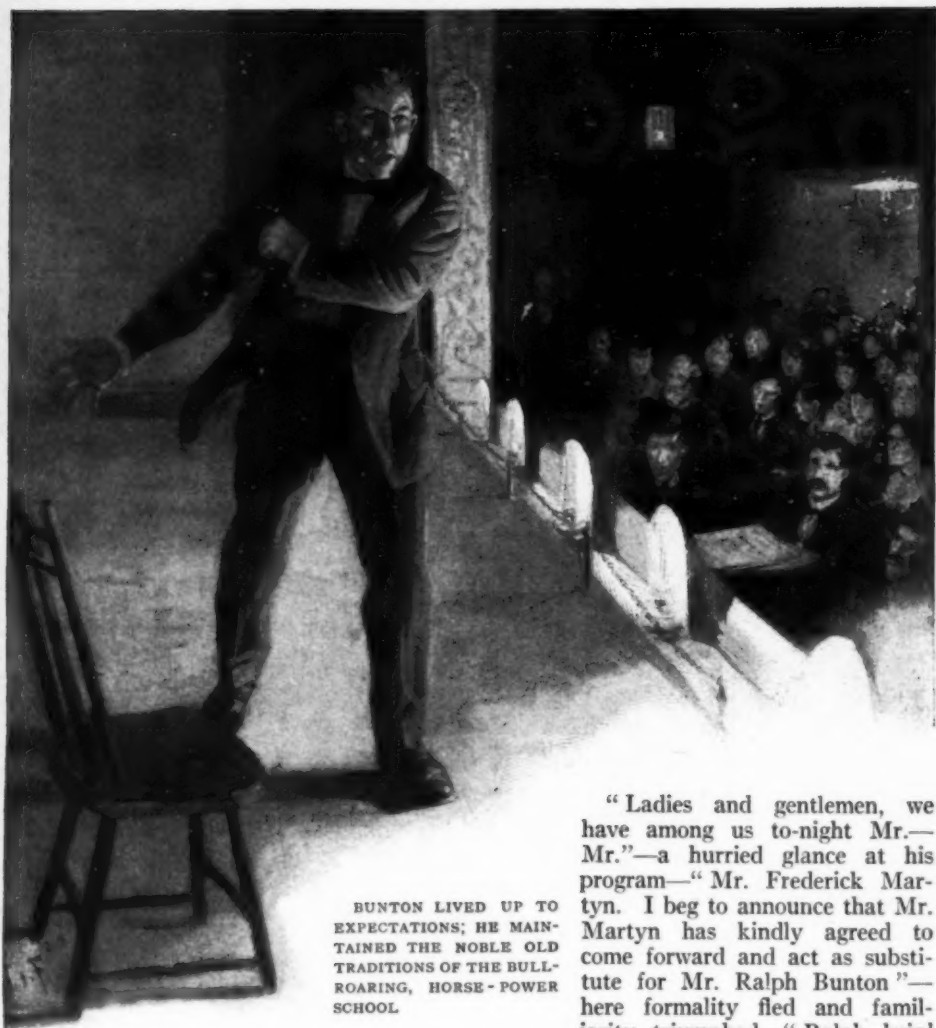 BUNTON LIVED UP TO
EXPECTATIONS; HE MAIN-
TAINED THE NOBLE OLD
TRADITIONS OF THE BULL-
ROARING, HORSE-POWER
SCHOOL
“Ladies and gentlemen, we
have among us to-night Mr.—
Mr.”—a hurried glance at his
program—“Mr. Frederick Mar-
tyn. I beg to announce that Mr.
Martyn has kindly agreed to
come forward and act as substi-
tute for Mr. Ralph Bunton”—
here formality fled and famil-